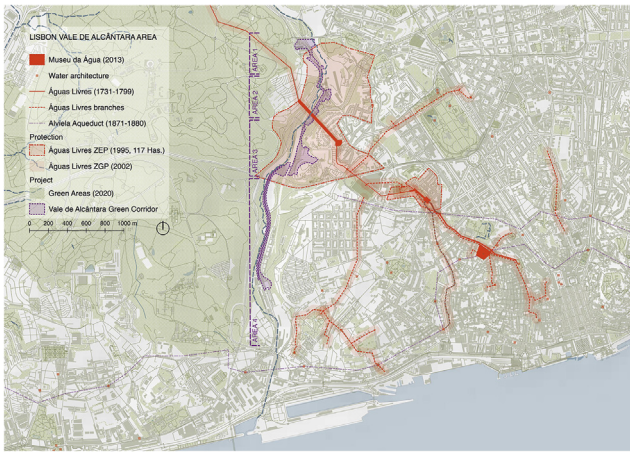 LISBON VALE DE ALCÂNTARA AREA
Museu da Água (2013)
Water architecture
Águas Livres (1731-1799)
Águas Livres branches
Alviela Aqueduct (1871-1880)
Protection
Águas Livres ZEP (1995, 117 Has.)
Águas Livres ZGP (2002)
Project
Green Areas (2020)
Vale de Alcântara Green Corridor
0 200 400 600 800 1000 m
AREA 1
AREA 2
AREA 3
AREA 4